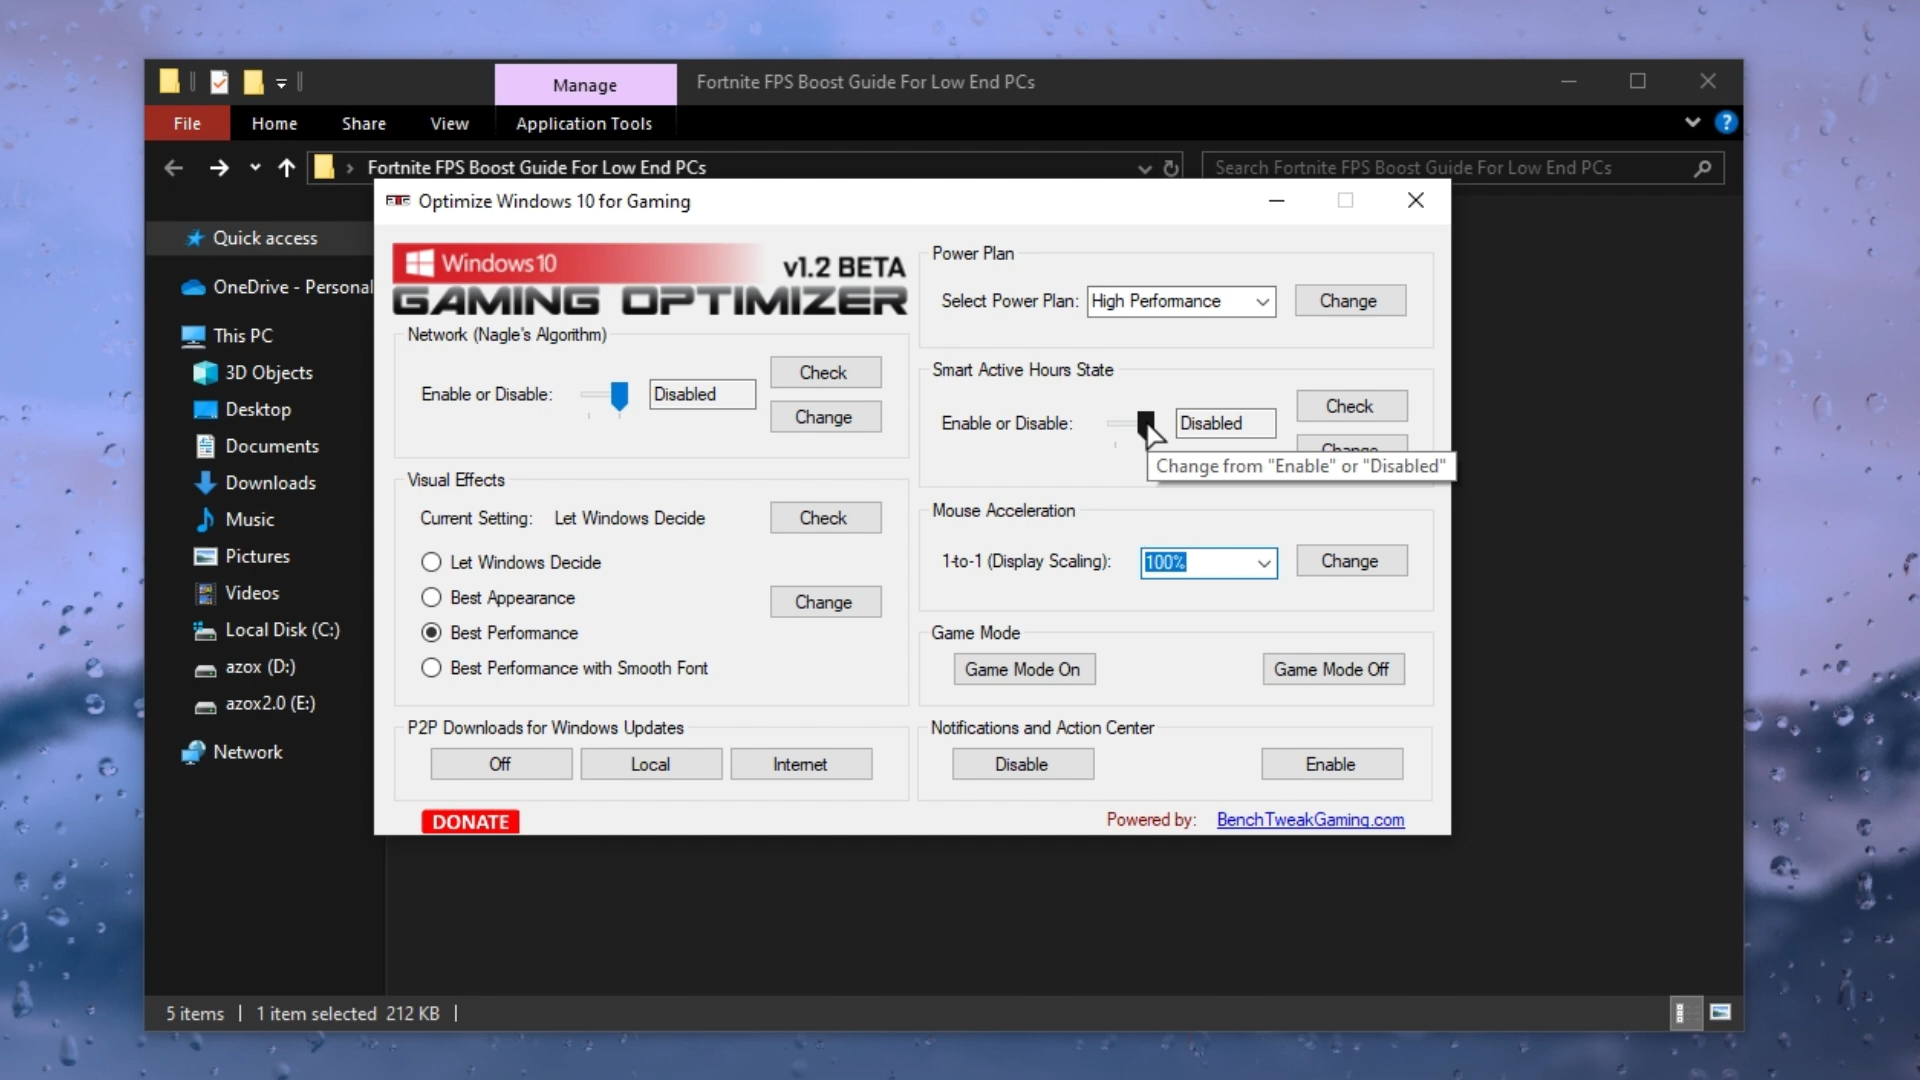 Manage
Fortnite FPS Boost Guide For Low End PCs
File
Home
Share
View
Application Tools
?
Fortnite FPS Boost Guide For Low End PCs
Search Fortnite FPS Boost Guide For Low End PCs
Optimize Windows 10 for Gaming
Quick access
OneDrive - Personal
This PC
3D Objects
Desktop
Documents
Downloads
Music
Pictures
Videos
Local Disk (C:)
azox (D:)
azox2.0 (E:)
Network
Windows10
v1.2 BETA
GAMING OPTIMIZER
Network (Nagle's Algorithm)
Enable or Disable:
Disabled
Check
Change
Visual Effects
Current Setting: Let Windows Decide
Check
Let Windows Decide
Best Appearance
Change
Best Performance
Best Performance with Smooth Font
P2P Downloads for Windows Updates
Off
Local
Internet
DONATE
Power Plan
Select Power Plan:
High Performance
Change
Smart Active Hours State
Enable or Disable:
Disabled
Check
Change
Change from "Enable" or "Disabled"
Mouse Acceleration
1-to-1 (Display Scaling):
100%
Change
Game Mode
Game Mode On
Game Mode Off
Notifications and Action Center
Disable
Enable
Powered by: BenchTweakGaming.com
5 items
1 item selected 212 KB